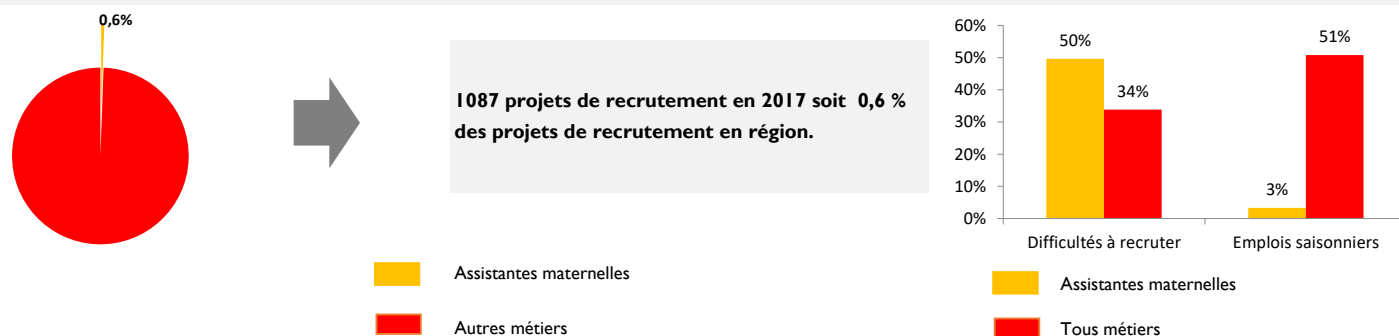 0,6%
1087 projets de recrutement en 2017 soit 0,6 %
des projets de recrutement en région.
Assistantes maternelles
Autres métiers
60%
50%
40%
30%
20%
10%
0%
50%
34%
3%
51%
Difficultés à recruter
Emplois saisonniers
Assistantes maternelles
Tous métiers